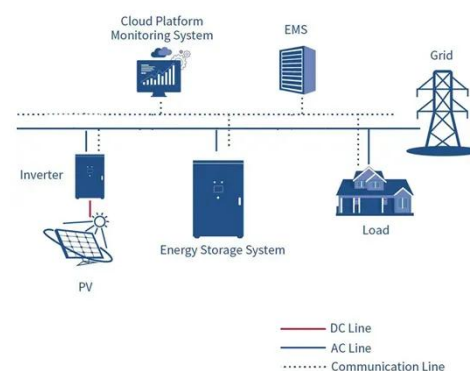 Cloud Platform
Monitoring System
EMS
Grid
Inverter
Energy Storage System
Load
PV
DC Line
AC Line
Communication Line